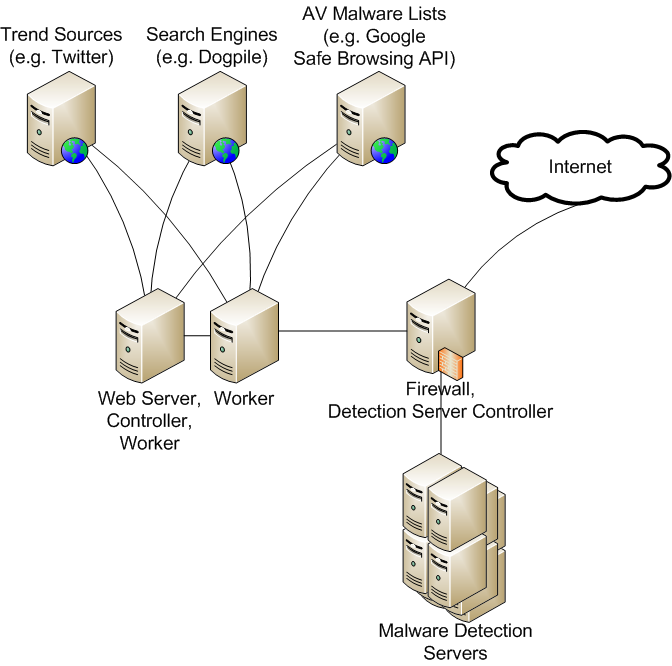 Trend Sources
(e.g. Twitter)
Search Engines
(e.g. Dogpile)
AV Malware Lists
(e.g. Google
Safe Browsing API)
Internet
Web Server,
Controller,
Worker
Worker
Firewall,
Detection Server Controller
Malware Detection
Servers